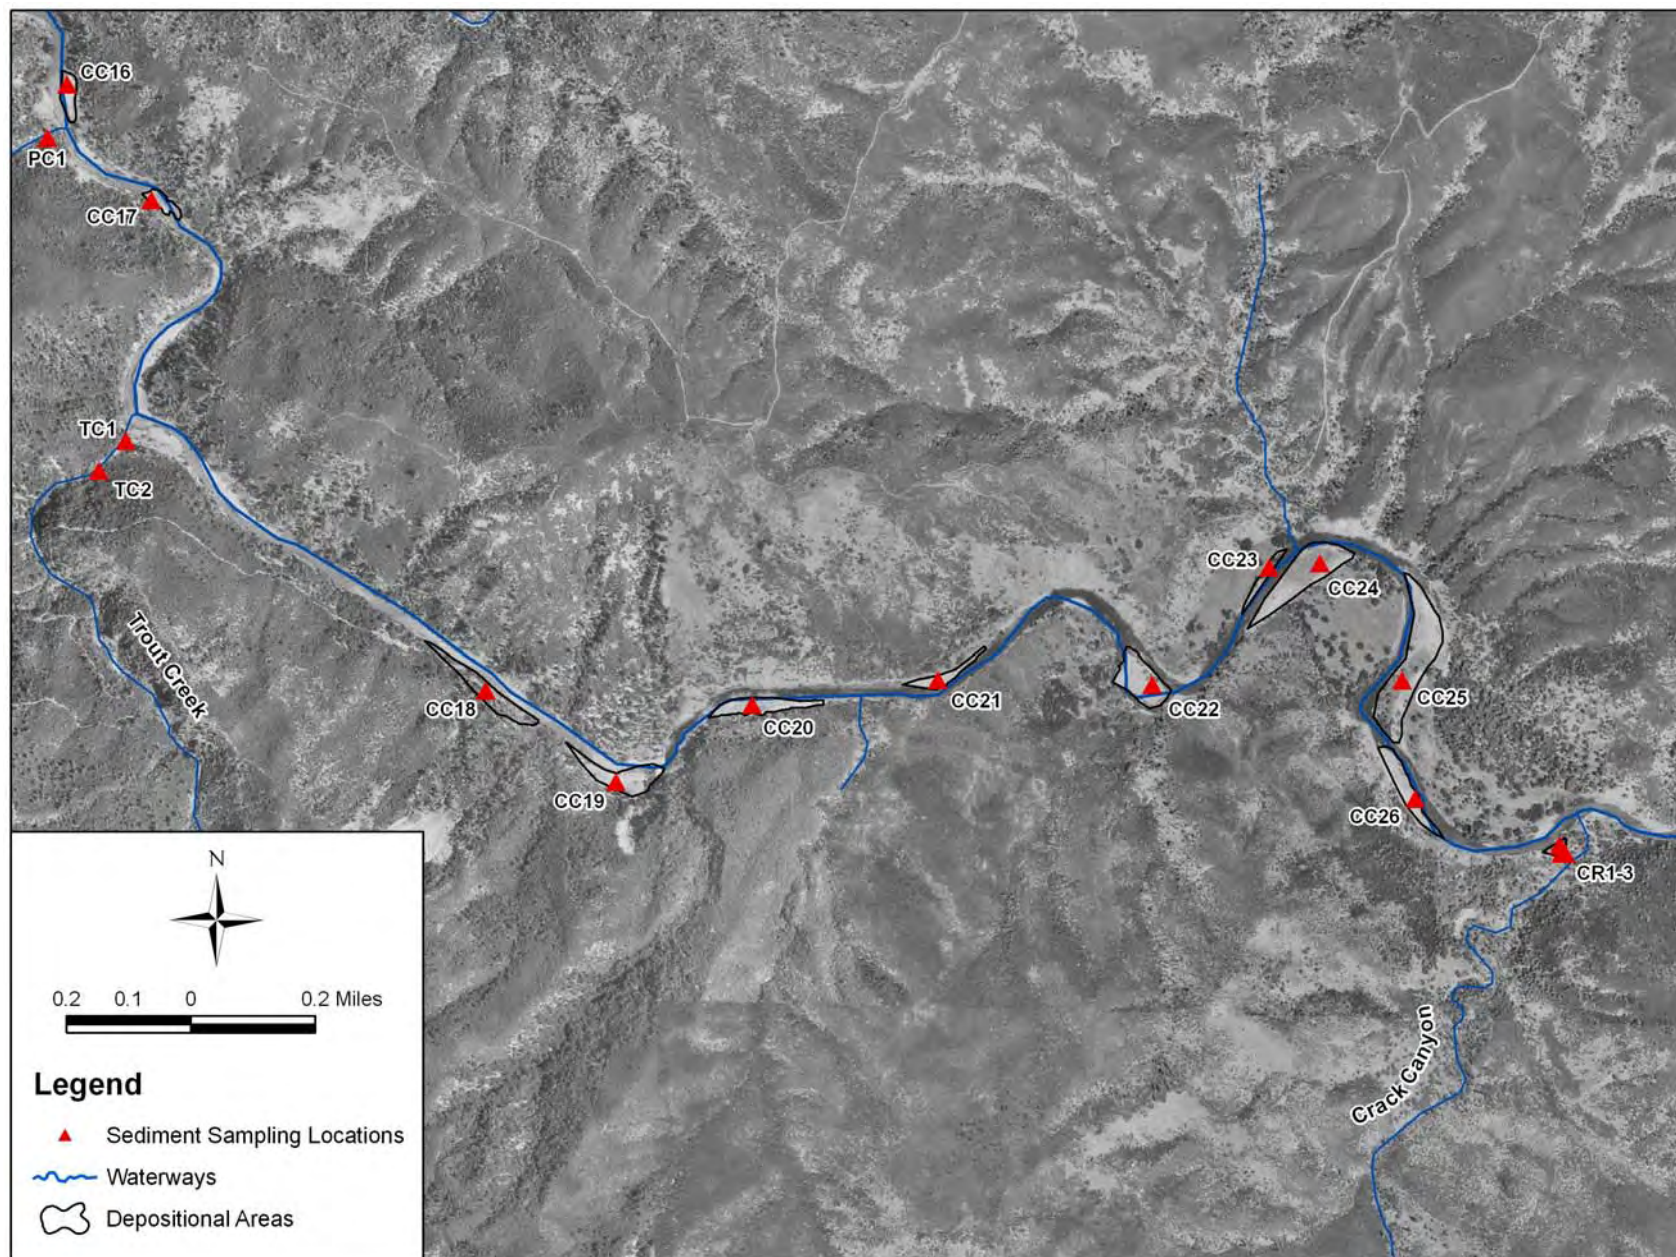 CC16
PC1
CC17
TC1
TC2
Trout Creek
CC18
CC19
CC20
CC21
CC22
CC23
CC24
CC25
CC26
CR1-3
Crack Canyon
N
0.2 0.1 0 0.2 Miles
Legend
Sediment Sampling Locations
Waterways
Depositional Areas